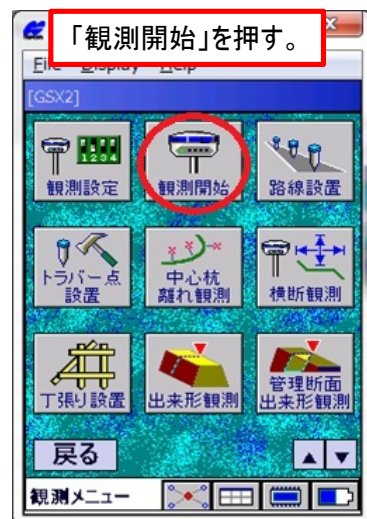 「観測開始」を押す。
File Display Help
[GSX2]
観測設定
観測開始
路線設置
トラバー点
設置
中心杭
離れ観測
横断観測
丁張り設置
出来形観測
管理断面
出来形観測
戻る
観測メニュー